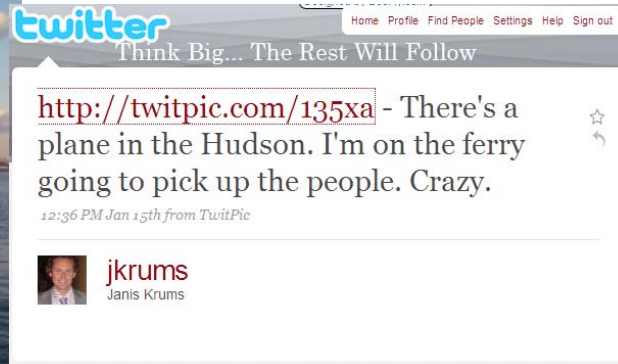 twitter
Home Profile Find People Settings Help Sign out
Think Big... The Rest Will Follow
http://twitpic.com/135xa - There's a
plane in the Hudson. I'm on the ferry
going to pick up the people. Crazy.
12:36 PM Jan 15th from TwitPic
jkrums
Janis Krums